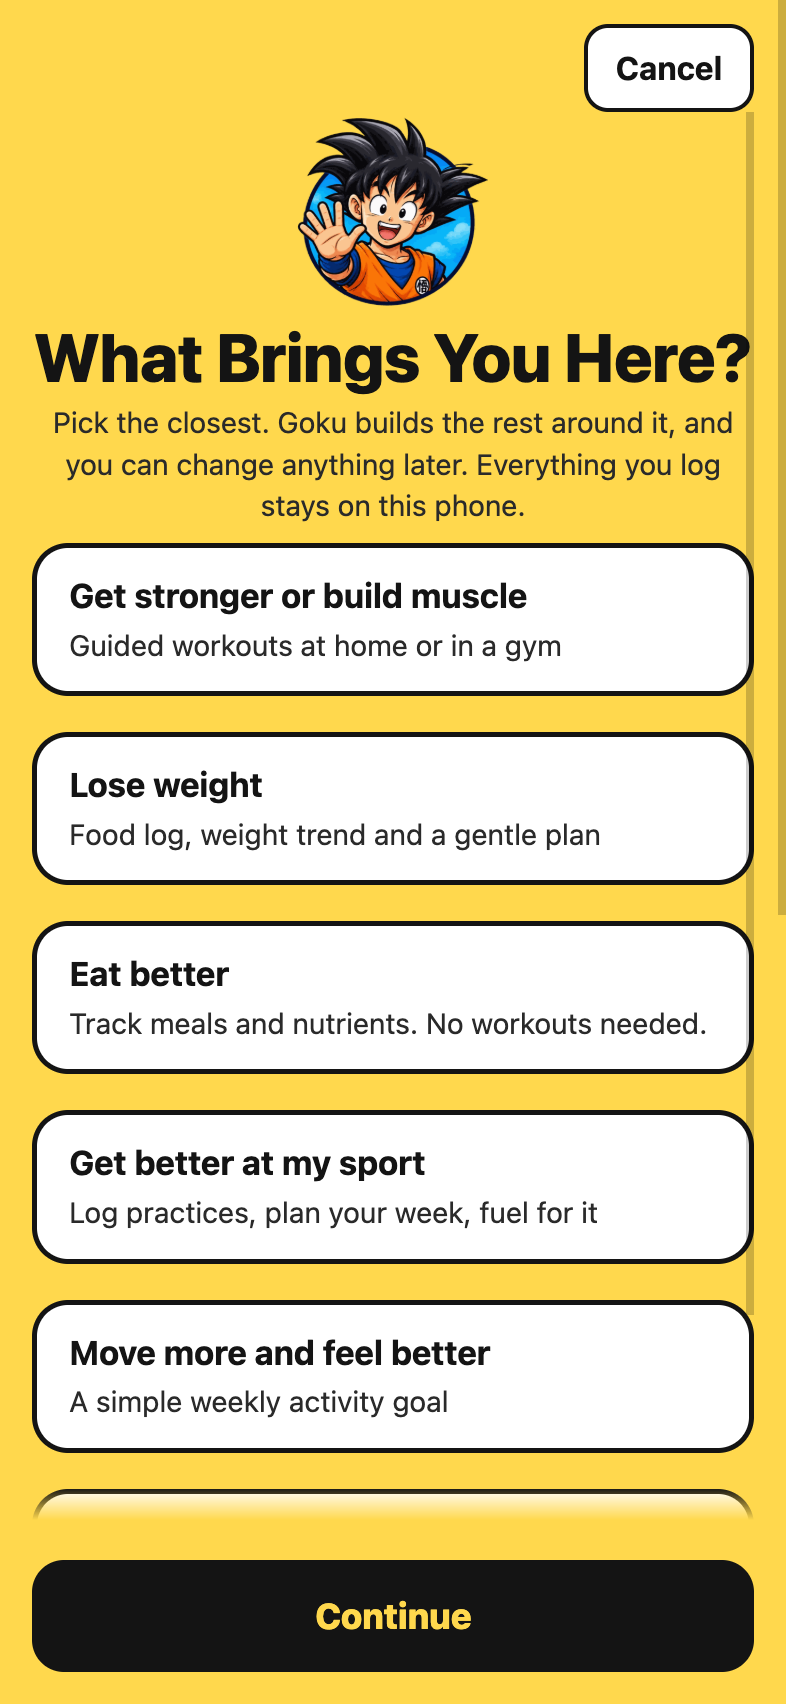 Cancel
悟
What Brings You Here?
Pick the closest. Goku builds the rest around it, and
you can change anything later. Everything you log
stays on this phone.
Get stronger or build muscle
Guided workouts at home or in a gym
Lose weight
Food log, weight trend and a gentle plan
Eat better
Track meals and nutrients. No workouts needed.
Get better at my sport
Log practices, plan your week, fuel for it
Move more and feel better
A simple weekly activity goal
Continue